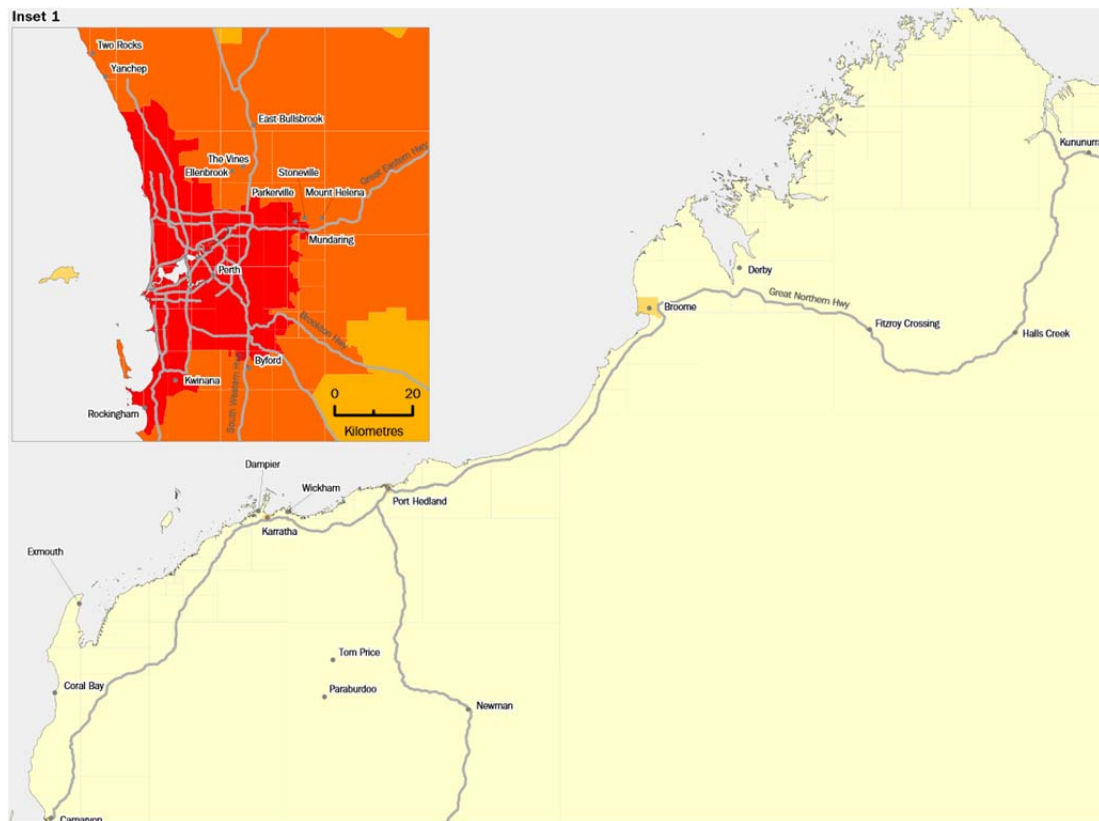 Inset 1
Two Rocks
Yanchep
East Bullsbrook
The Vines
Ellenbrook
Stoneville
Great Eastern Hwy
Parkerville
Mount Helena
Mundaring
Perth
Brookton Hwy
Byford
South Western Hwy
Kwinana
Rockingham
0 20
Kilometres
Kununurra
Derby
Great Northern Hwy
Broome
Fitzroy Crossing
Halls Creek
Dampier
Wickham
Port Hedland
Karratha
Exmouth
Tom Price
Coral Bay
Paraburdoo
Newman
Carnarvon